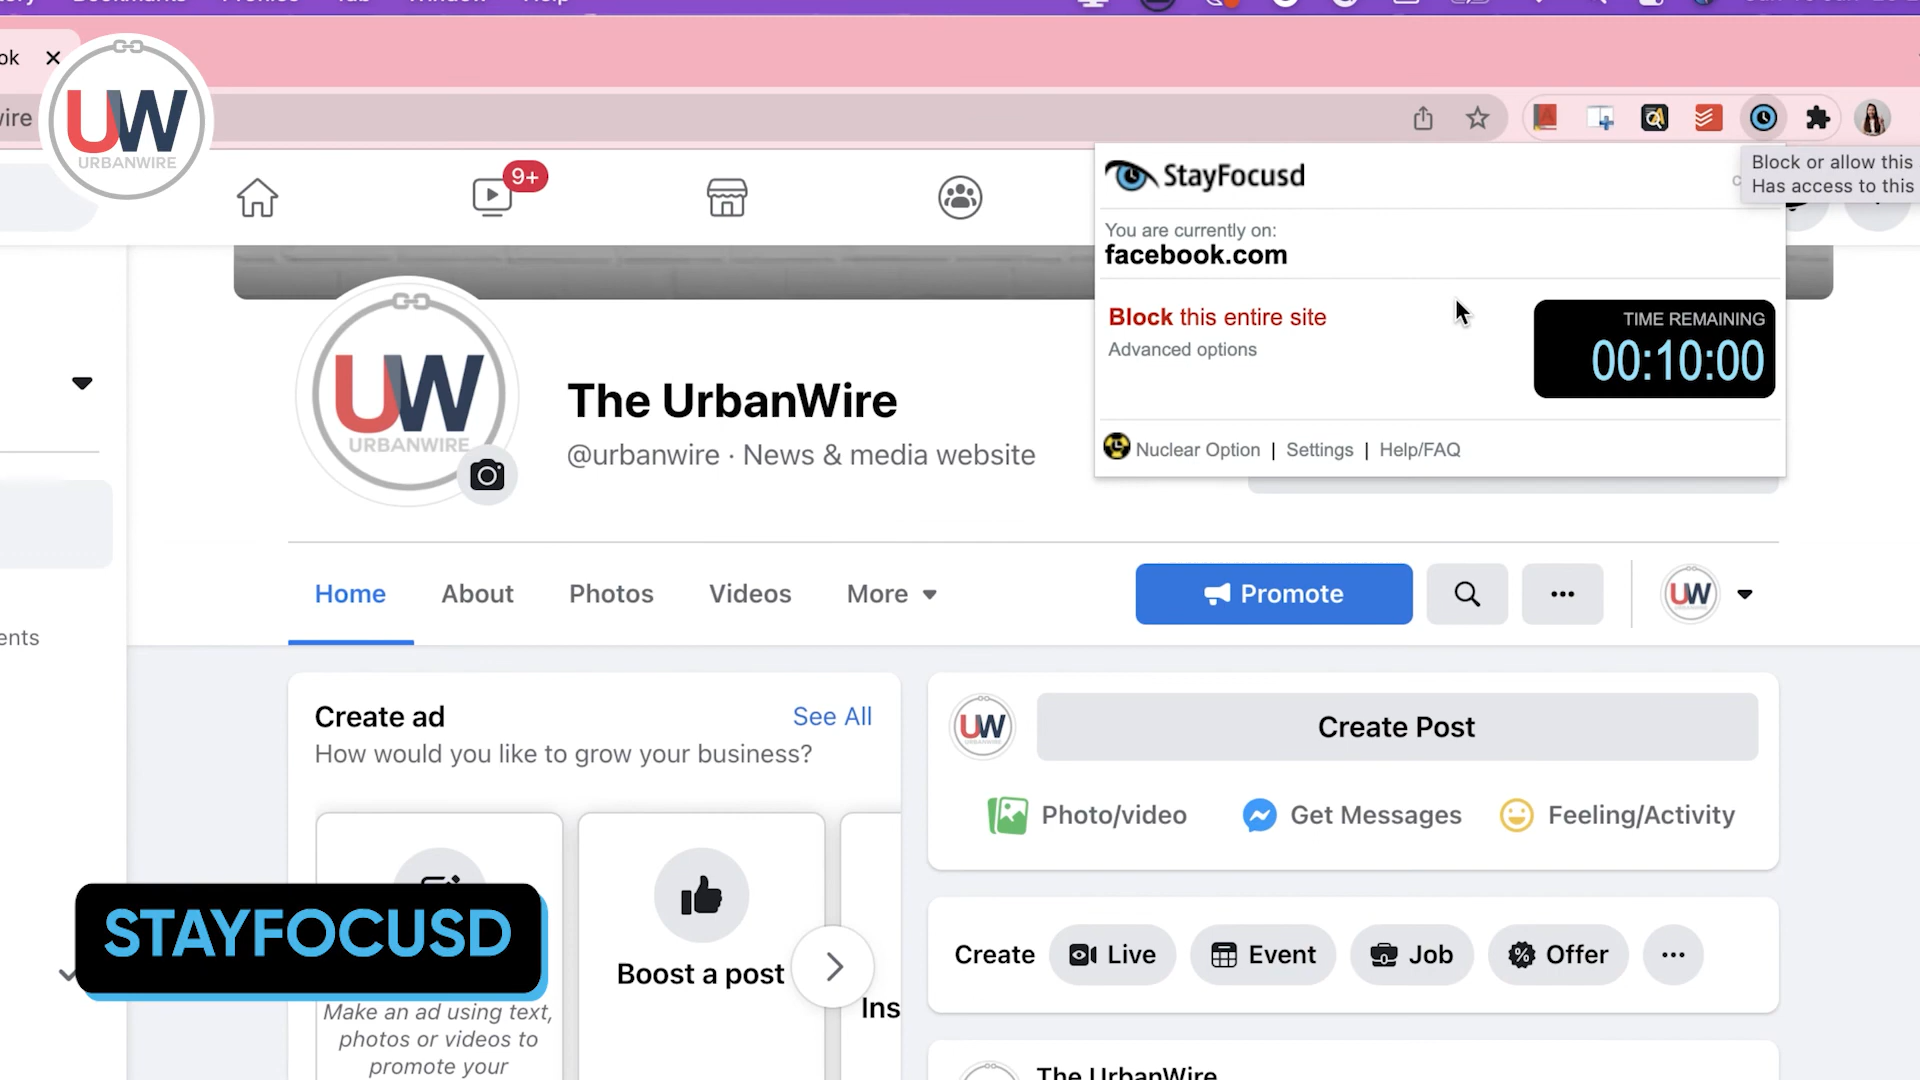 Bookmarks Profiles Tab Window Help
ok
UW
URBANWIRE
ire
9+
StayFocusd
Block or allow this
Has access to this
You are currently on:
facebook.com
Block this entire site
Advanced options
TIME REMAINING
00:10:00
Nuclear Option | Settings | Help/FAQ
UW
URBANWIRE
The UrbanWire
@urbanwire · News & media website
Home About Photos Videos More
Promote
UW
ents
Create ad
See All
How would you like to grow your business?
UW
Create Post
Photo/video
Get Messages
Feeling/Activity
STAYFOCUSD
Boost a post
Ins
Make an ad using text,
photos or videos to
promote your
Create
Live
Event
Job
Offer
The UrbanWire